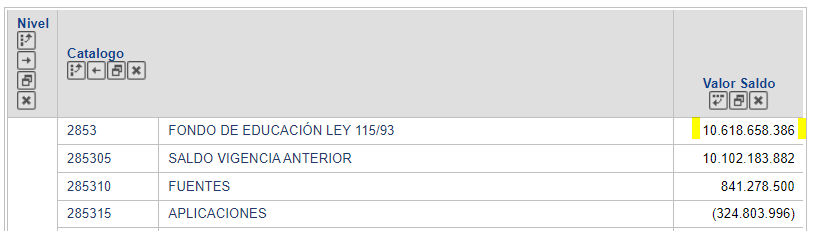 Nivel
Catalogo
Valor Saldo
2853 FONDO DE EDUCACIÓN LEY 115/93 10.618.658.386
285305 SALDO VIGENCIA ANTERIOR 10.102.183.882
285310 FUENTES 841.278.500
285315 APLICACIONES (324.803.996)